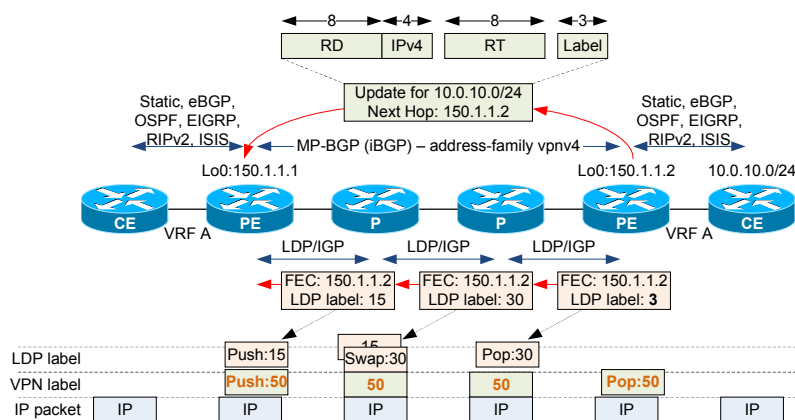 8 4 8 3
RD IPv4 RT Label
Update for 10.0.10.0/24
Next Hop: 150.1.1.2
Static, eBGP,
OSPF, EIGRP,
RIPv2, ISIS
Static, eBGP,
OSPF, EIGRP,
RIPv2, ISIS
MP-BGP (iBGP) – address-family vpnv4
Lo0:150.1.1.1
Lo0:150.1.1.2
10.0.10.0/24
CE PE P P PE CE
VRF A
VRF A
LDP/IGP
LDP/IGP
LDP/IGP
FEC: 150.1.1.2
LDP label: 15
FEC: 150.1.1.2
LDP label: 30
FEC: 150.1.1.2
LDP label: 3
LDP label Push:15 15 Swap:30 Pop:30
VPN label Push:50 50 50 Pop:50
IP packet IP IP IP IP IP IP